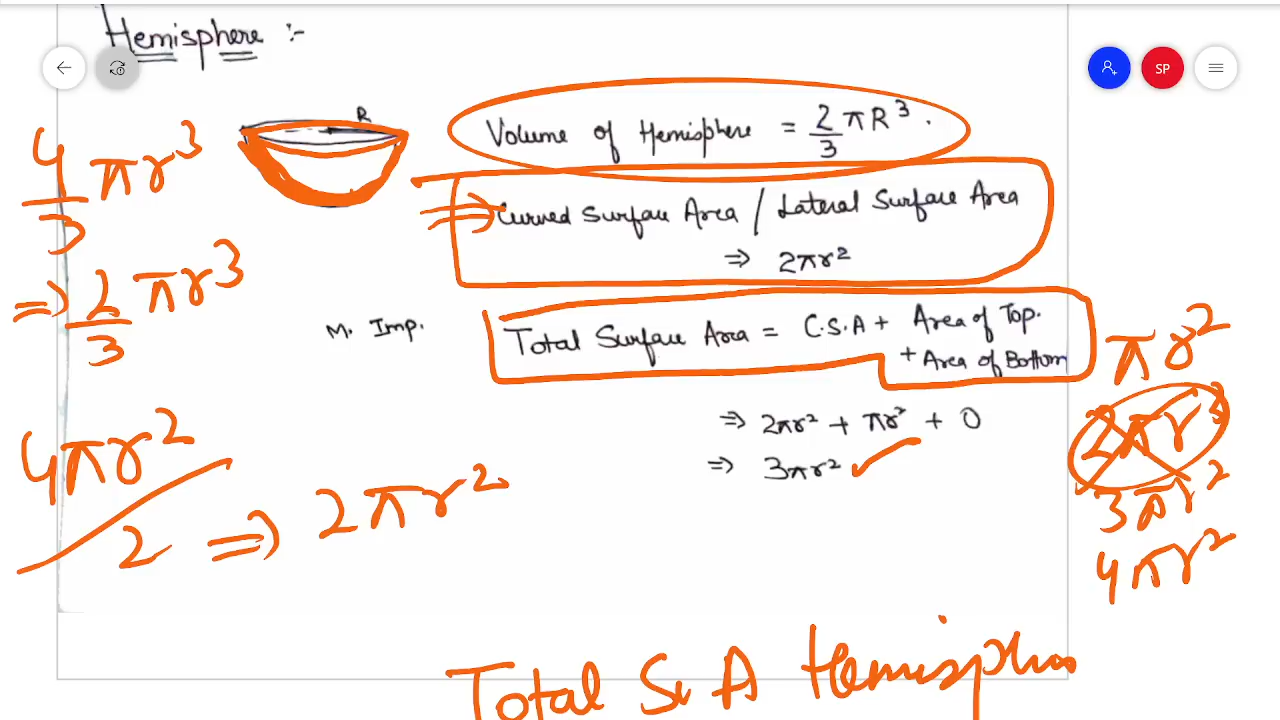 Hemisphere :-
SP
R
Volume of Hemisphere = 2/3 πR³.
Curved Surface Area / Lateral Surface Area
⇒ 2πr²
M. Imp.
Total Surface Area = C.S.A + Area of Top.
+ Area of Bottom
⇒ 2πr² + πr² + 0
⇒ 3πr² ✓
4/3 πr³
⇒ 2/3 πr³
4πr²/2 ⇒ 2πr²
πr²
3πr²
4πr²
Total S A Hemisphere